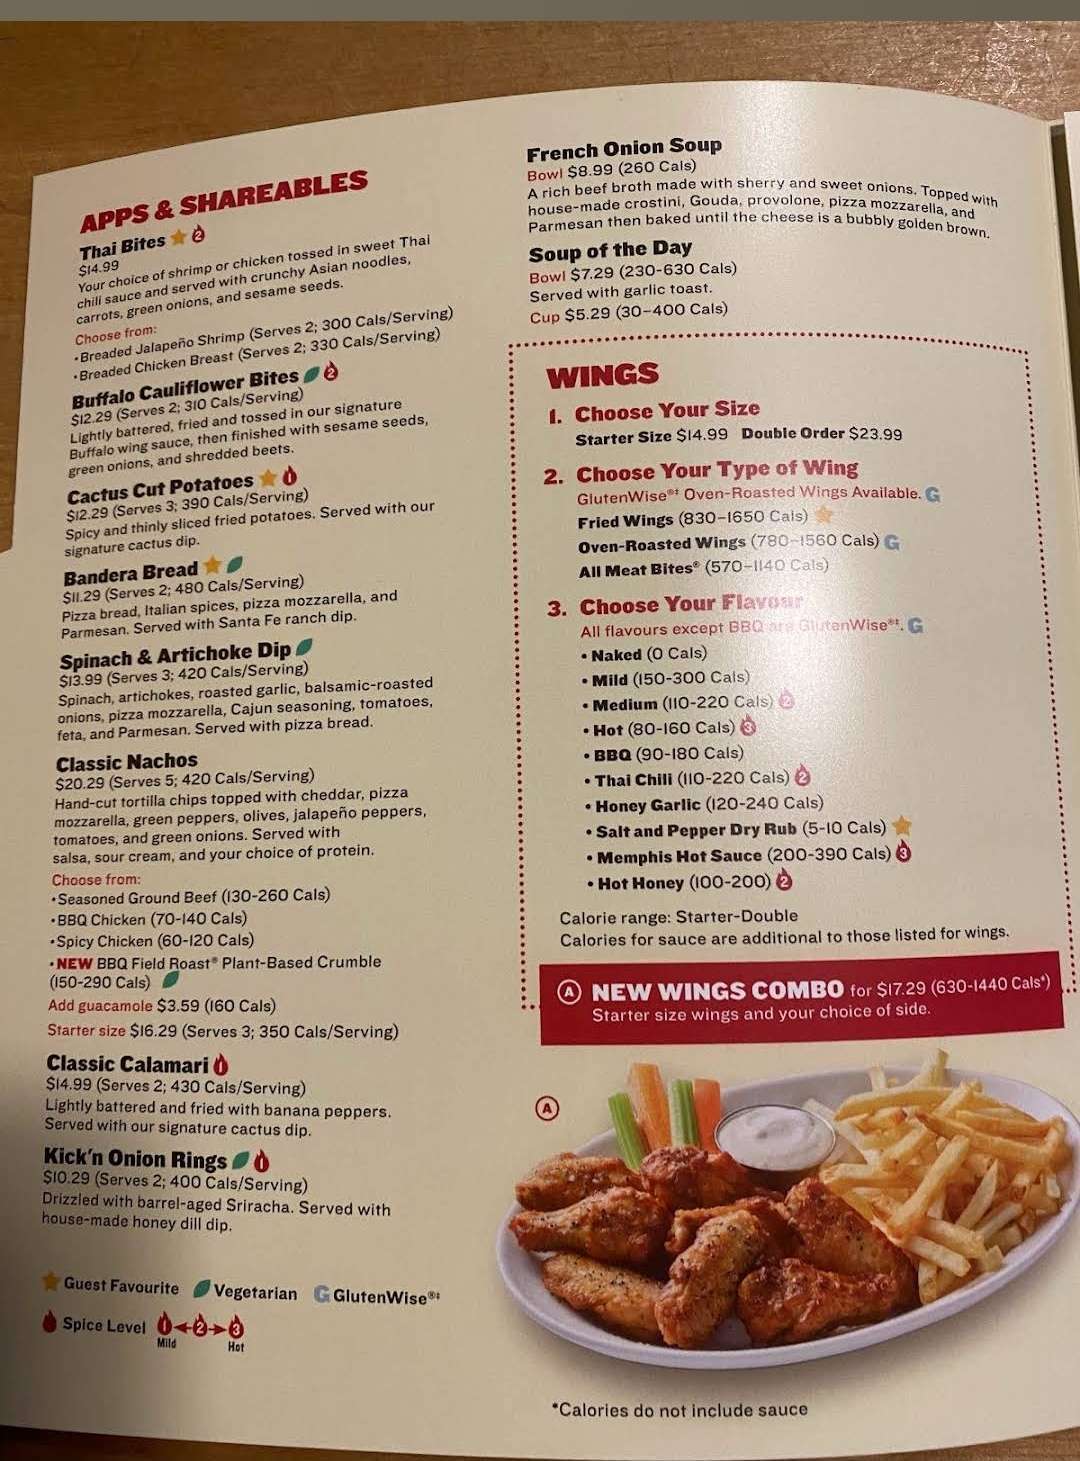 APPS & SHAREABLES
Thai Bites 2
$14.99
Your choice of shrimp or chicken tossed in sweet Thai
chili sauce and served with crunchy Asian noodles,
carrots, green onions, and sesame seeds.
Choose from:
•Breaded Jalapeño Shrimp (Serves 2; 300 Cals/Serving)
•Breaded Chicken Breast (Serves 2; 330 Cals/Serving)
Buffalo Cauliflower Bites 2
$12.29 (Serves 2; 310 Cals/Serving)
Lightly battered, fried and tossed in our signature
Buffalo wing sauce, then finished with sesame seeds,
green onions, and shredded beets.
Cactus Cut Potatoes 1
$12.29 (Serves 3; 390 Cals/Serving)
Spicy and thinly sliced fried potatoes. Served with our
signature cactus dip.
Bandera Bread
$11.29 (Serves 2; 480 Cals/Serving)
Pizza bread, Italian spices, pizza mozzarella, and
Parmesan. Served with Santa Fe ranch dip.
Spinach & Artichoke Dip
$13.99 (Serves 3; 420 Cals/Serving)
Spinach, artichokes, roasted garlic, balsamic-roasted
onions, pizza mozzarella, Cajun seasoning, tomatoes,
feta, and Parmesan. Served with pizza bread.
Classic Nachos
$20.29 (Serves 5; 420 Cals/Serving)
Hand-cut tortilla chips topped with cheddar, pizza
mozzarella, green peppers, olives, jalapeño peppers,
tomatoes, and green onions. Served with
salsa, sour cream, and your choice of protein.
Choose from:
•Seasoned Ground Beef (130-260 Cals)
•BBQ Chicken (70-140 Cals)
•Spicy Chicken (60-120 Cals)
•NEW BBQ Field Roast® Plant-Based Crumble
(150-290 Cals)
Add guacamole $3.59 (160 Cals)
Starter size $16.29 (Serves 3; 350 Cals/Serving)
Classic Calamari 1
$14.99 (Serves 2; 430 Cals/Serving)
Lightly battered and fried with banana peppers.
Served with our signature cactus dip.
Kick'n Onion Rings 1
$10.29 (Serves 2; 400 Cals/Serving)
Drizzled with barrel-aged Sriracha. Served with
house-made honey dill dip.
Guest Favourite Vegetarian G GlutenWise®‡
Spice Level 1 2 3
Mild Hot
French Onion Soup
Bowl $8.99 (260 Cals)
A rich beef broth made with sherry and sweet onions. Topped with
house-made crostini, Gouda, provolone, pizza mozzarella, and
Parmesan then baked until the cheese is a bubbly golden brown.
Soup of the Day
Bowl $7.29 (230-630 Cals)
Served with garlic toast.
Cup $5.29 (30-400 Cals)
WINGS
1. Choose Your Size
Starter Size $14.99 Double Order $23.99
2. Choose Your Type of Wing
GlutenWise®‡ Oven-Roasted Wings Available. G
Fried Wings (830-1650 Cals)
Oven-Roasted Wings (780-1560 Cals) G
All Meat Bites® (570-1140 Cals)
3. Choose Your Flavour
All flavours except BBQ are GlutenWise®‡. G
• Naked (0 Cals)
• Mild (150-300 Cals)
• Medium (110-220 Cals) 2
• Hot (80-160 Cals) 3
• BBQ (90-180 Cals)
• Thai Chili (110-220 Cals) 2
• Honey Garlic (120-240 Cals)
• Salt and Pepper Dry Rub (5-10 Cals)
• Memphis Hot Sauce (200-390 Cals) 3
• Hot Honey (100-200) 2
Calorie range: Starter-Double
Calories for sauce are additional to those listed for wings.
A NEW WINGS COMBO for $17.29 (630-1440 Cals*)
Starter size wings and your choice of side.
A
*Calories do not include sauce